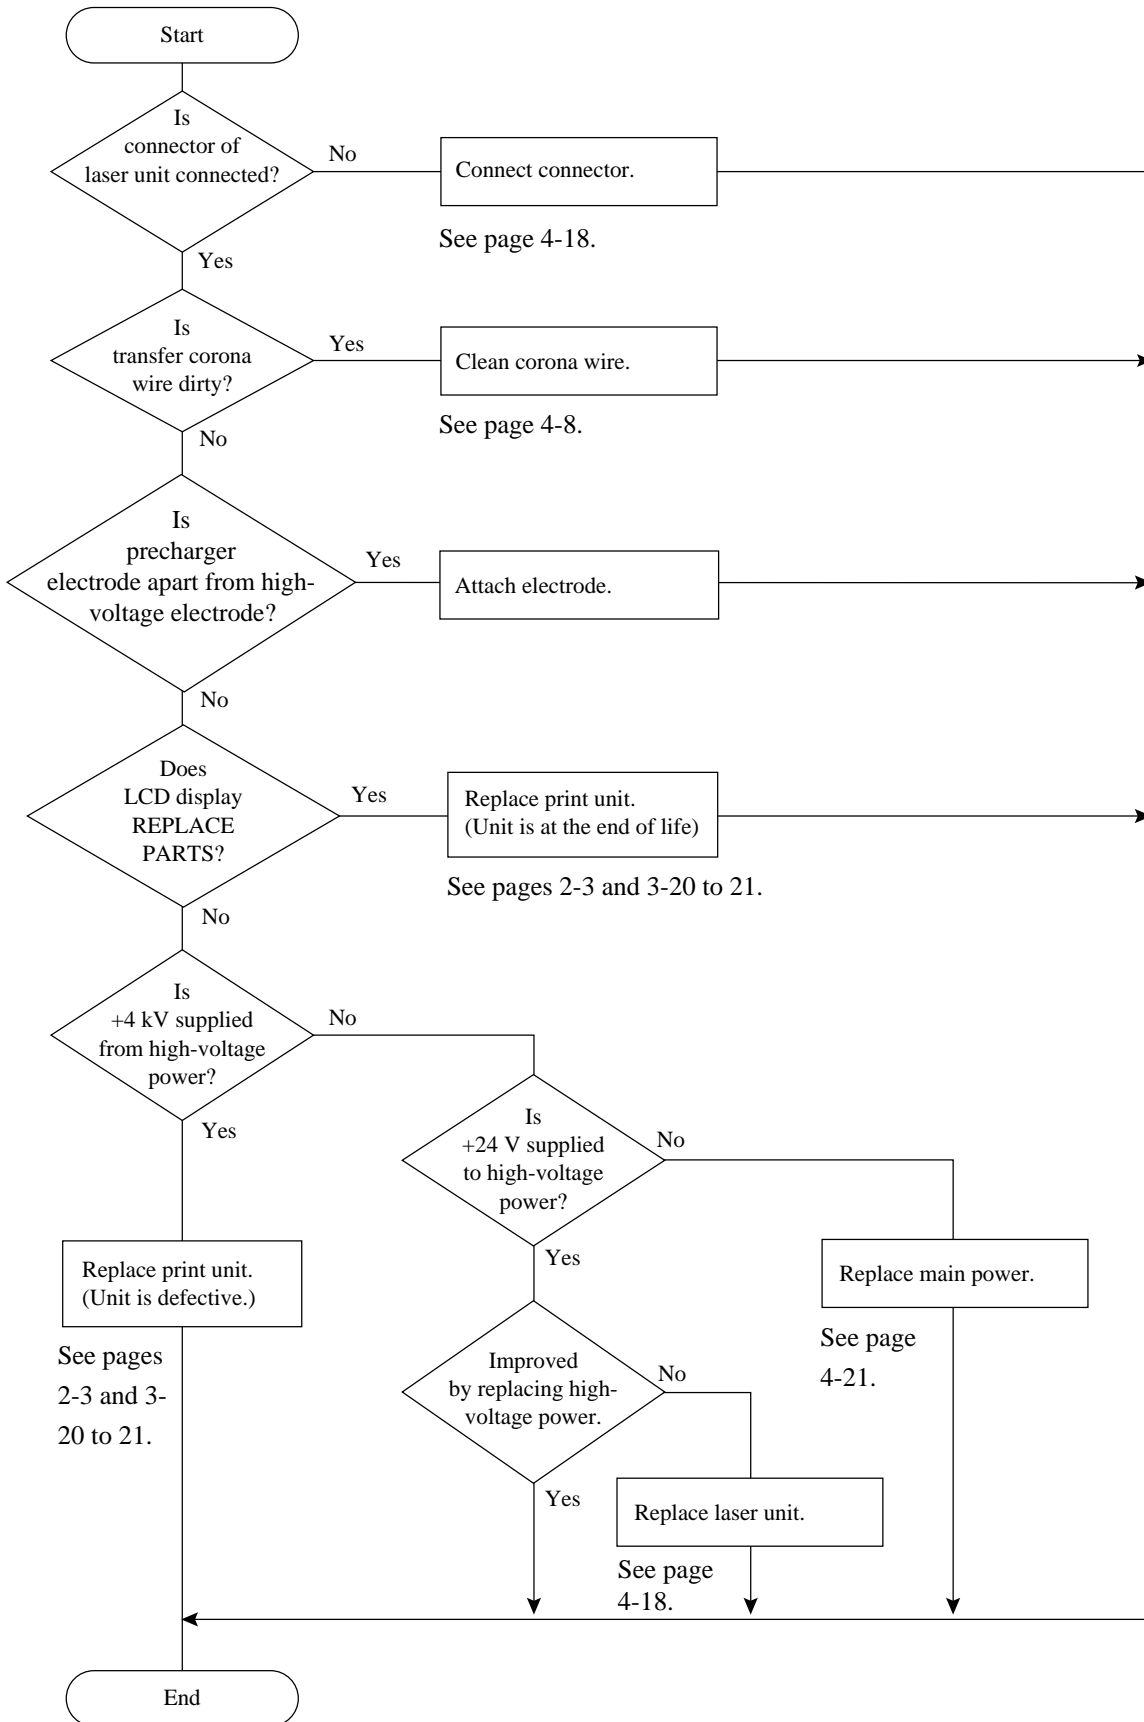 Start
Is
connector of
laser unit connected?
No
Connect connector.
See page 4-18.
Yes
Is
transfer corona
wire dirty?
Yes
Clean corona wire.
See page 4-8.
No
Is
precharger
electrode apart from high-
voltage electrode?
Yes
Attach electrode.
No
Does
LCD display
REPLACE
PARTS?
Yes
Replace print unit.
(Unit is at the end of life)
See pages 2-3 and 3-20 to 21.
No
Is
+4 kV supplied
from high-voltage
power?
No
Yes
Is
+24 V supplied
to high-voltage
power?
No
Yes
Replace print unit.
(Unit is defective.)
See pages
2-3 and 3-
20 to 21.
Replace main power.
See page
4-21.
Improved
by replacing high-
voltage power.
No
Yes
Replace laser unit.
See page
4-18.
End